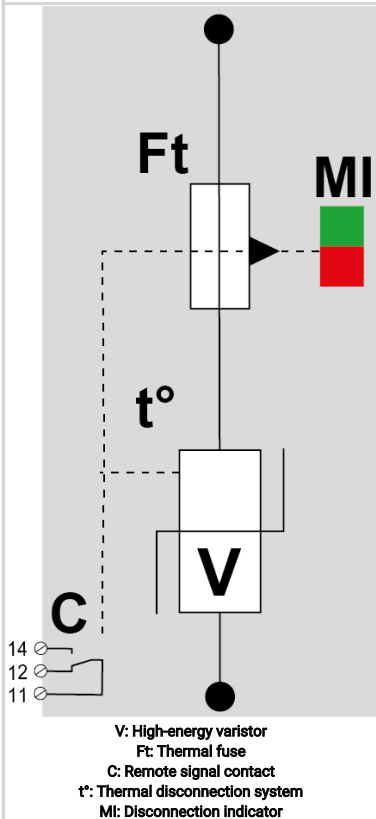 Ft
MI
t°
V
C
14
12
11
V: High-energy varistor
Ft: Thermal fuse
C: Remote signal contact
t°: Thermal disconnection system
MI: Disconnection indicator